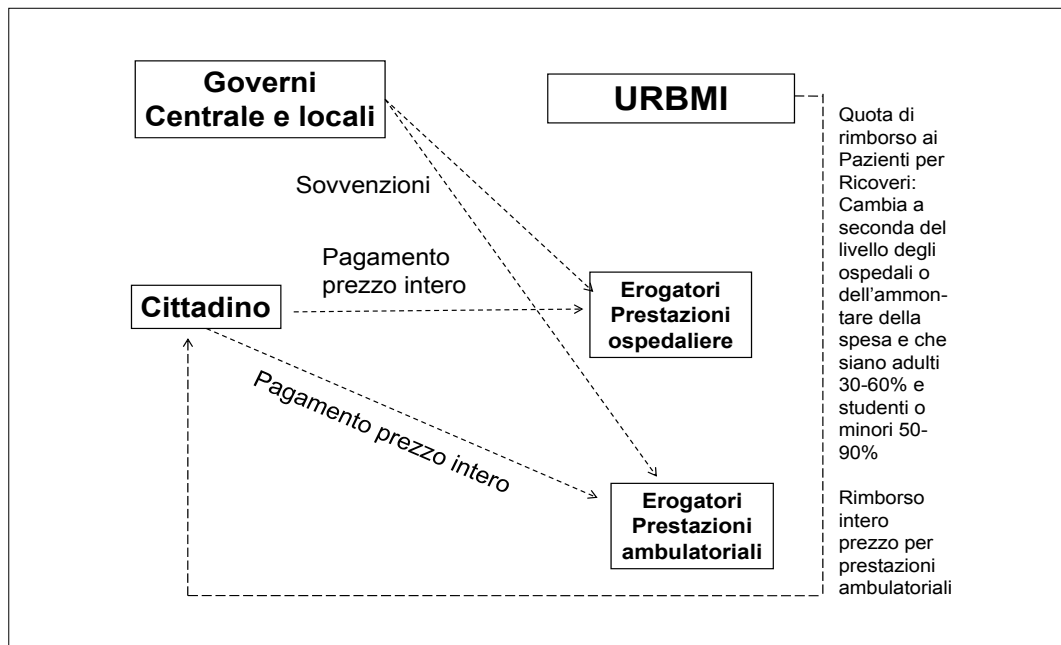 Governi
Centrale e locali
URBMI
Sovvenzioni
Pagamento
prezzo intero
Cittadino
Erogatori
Prestazioni
ospedaliere
Pagamento prezzo intero
Erogatori
Prestazioni
ambulatoriali
Quota di
rimborso ai
Pazienti per
Ricoveri:
Cambia a
seconda del
livello degli
ospedali o
dell'ammon-
tare della
spesa e che
siano adulti
30-60% e
studenti o
minori 50-
90%
Rimborso
intero
prezzo per
prestazioni
ambulatoriali